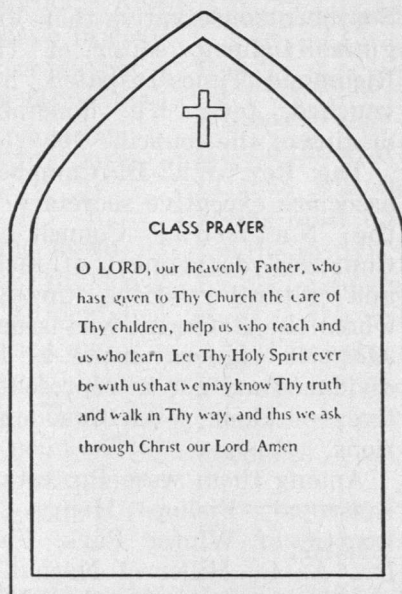 CLASS PRAYER
O LORD, our heavenly Father, who
hast given to Thy Church the care of
Thy children, help us who teach and
us who learn Let Thy Holy Spirit ever
be with us that we may know Thy truth
and walk in Thy way, and this we ask
through Christ our Lord Amen